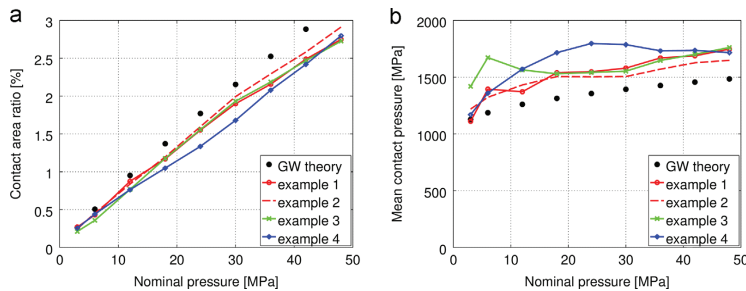 a
Contact area ratio [%]
3
2.5
2
1.5
1
0.5
0
0 10 20 30 40 50
Nominal pressure [MPa]
GW theory
example 1
example 2
example 3
example 4
b
Mean contact pressure [MPa]
2000
1500
1000
500
0
0 10 20 30 40 50
Nominal pressure [MPa]
GW theory
example 1
example 2
example 3
example 4